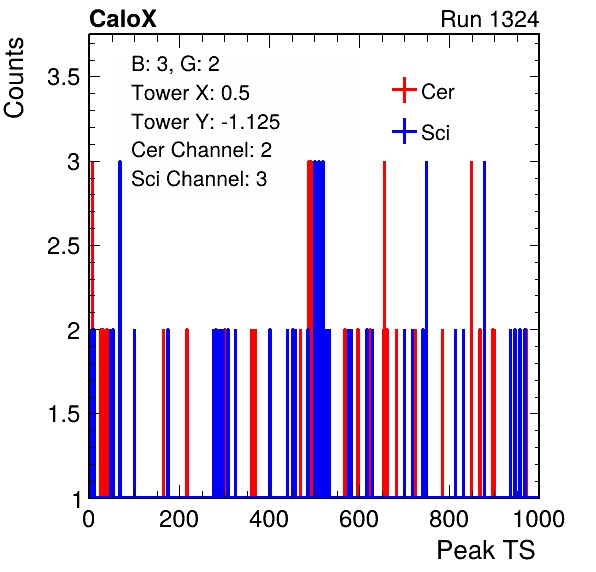 CaloX Run 1324
Counts
3.5
3
2.5
2
1.5
1
B: 3, G: 2
Tower X: 0.5
Tower Y: -1.125
Cer Channel: 2
Sci Channel: 3
Cer
Sci
0 200 400 600 800 1000
Peak TS